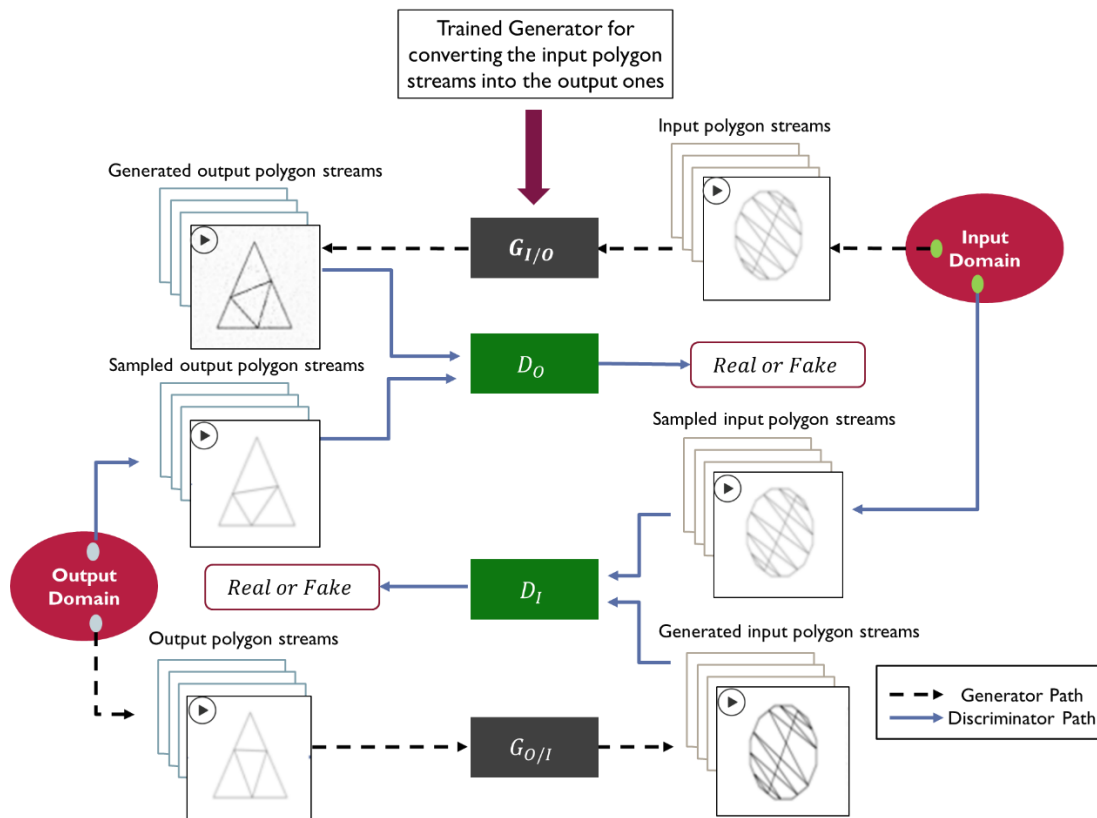 Trained Generator for
converting the input polygon
streams into the output ones
Input polygon streams
Generated output polygon streams
G_{I/O}
Input
Domain
Sampled output polygon streams
D_O
Real or Fake
Sampled input polygon streams
Output
Domain
Real or Fake
D_I
Output polygon streams
Generated input polygon streams
G_{O/I}
Generator Path
Discriminator Path